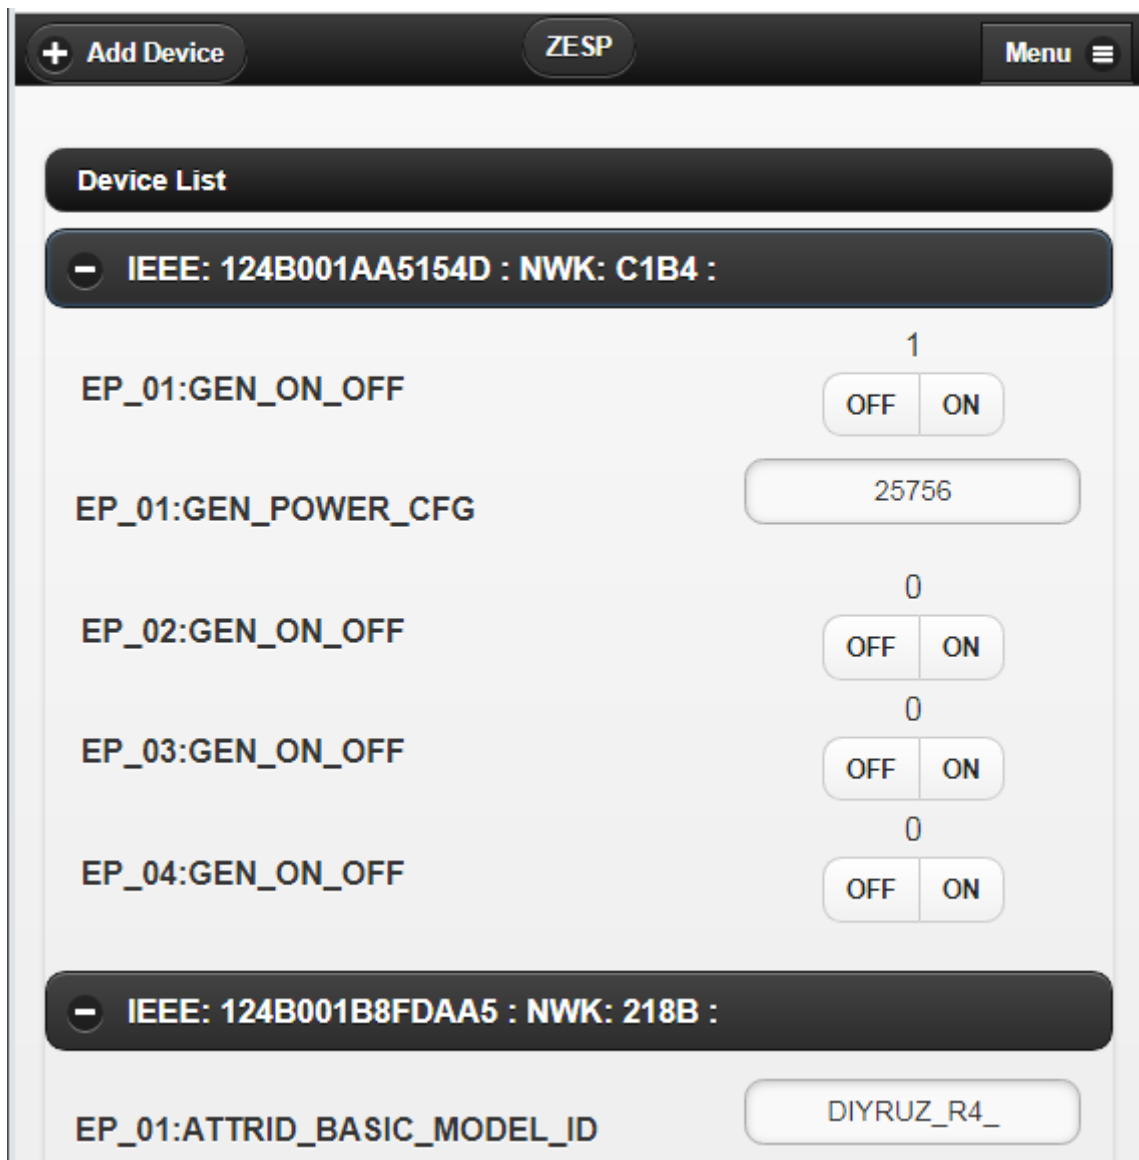 Add Device ZESP Menu
Device List
IEEE: 124B001AA5154D : NWK: C1B4 :
1
EP_01:GEN_ON_OFF OFF ON
EP_01:GEN_POWER_CFG 25756
0
EP_02:GEN_ON_OFF OFF ON
0
EP_03:GEN_ON_OFF OFF ON
0
EP_04:GEN_ON_OFF OFF ON
IEEE: 124B001B8FDAA5 : NWK: 218B :
EP_01:ATTRID_BASIC_MODEL_ID DIYRUZ_R4_